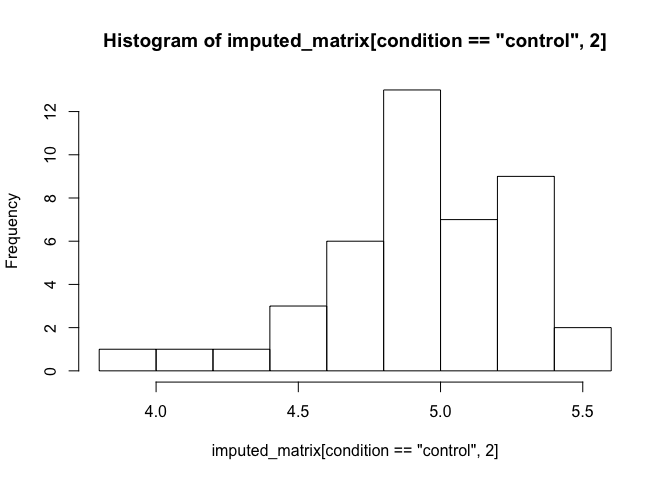 Histogram of imputed_matrix[condition == "control", 2]
Frequency
12
10
8
6
4
2
0
4.0 4.5 5.0 5.5
imputed_matrix[condition == "control", 2]